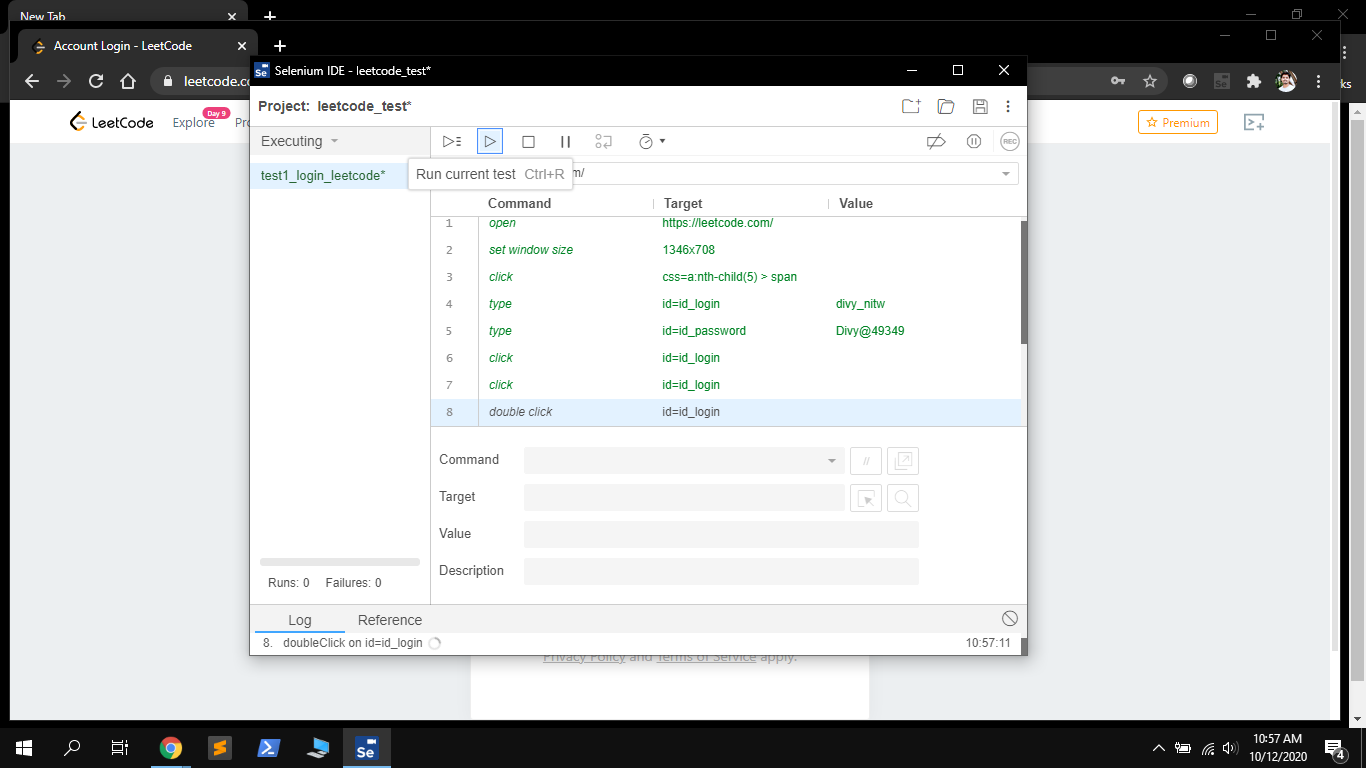 New Tab
Account Login - LeetCode
leetcode.co
Selenium IDE - leetcode_test*
Project: leetcode_test*
LeetCode
Explore
Day 9
Premium
Executing
REC
test1_login_leetcode*
Run current test Ctrl+R
m/
Command Target Value
1 open https://leetcode.com/
2 set window size 1346x708
3 click css=a:nth-child(5) > span
4 type id=id_login divy_nitw
5 type id=id_password Divy@49349
6 click id=id_login
7 click id=id_login
8 double click id=id_login
Command
//
Target
Value
Description
Runs: 0 Failures: 0
Log Reference
8. doubleClick on id=id_login 10:57:11
Privacy Policy and Terms of Service apply.
Se
10:57 AM
10/12/2020
4